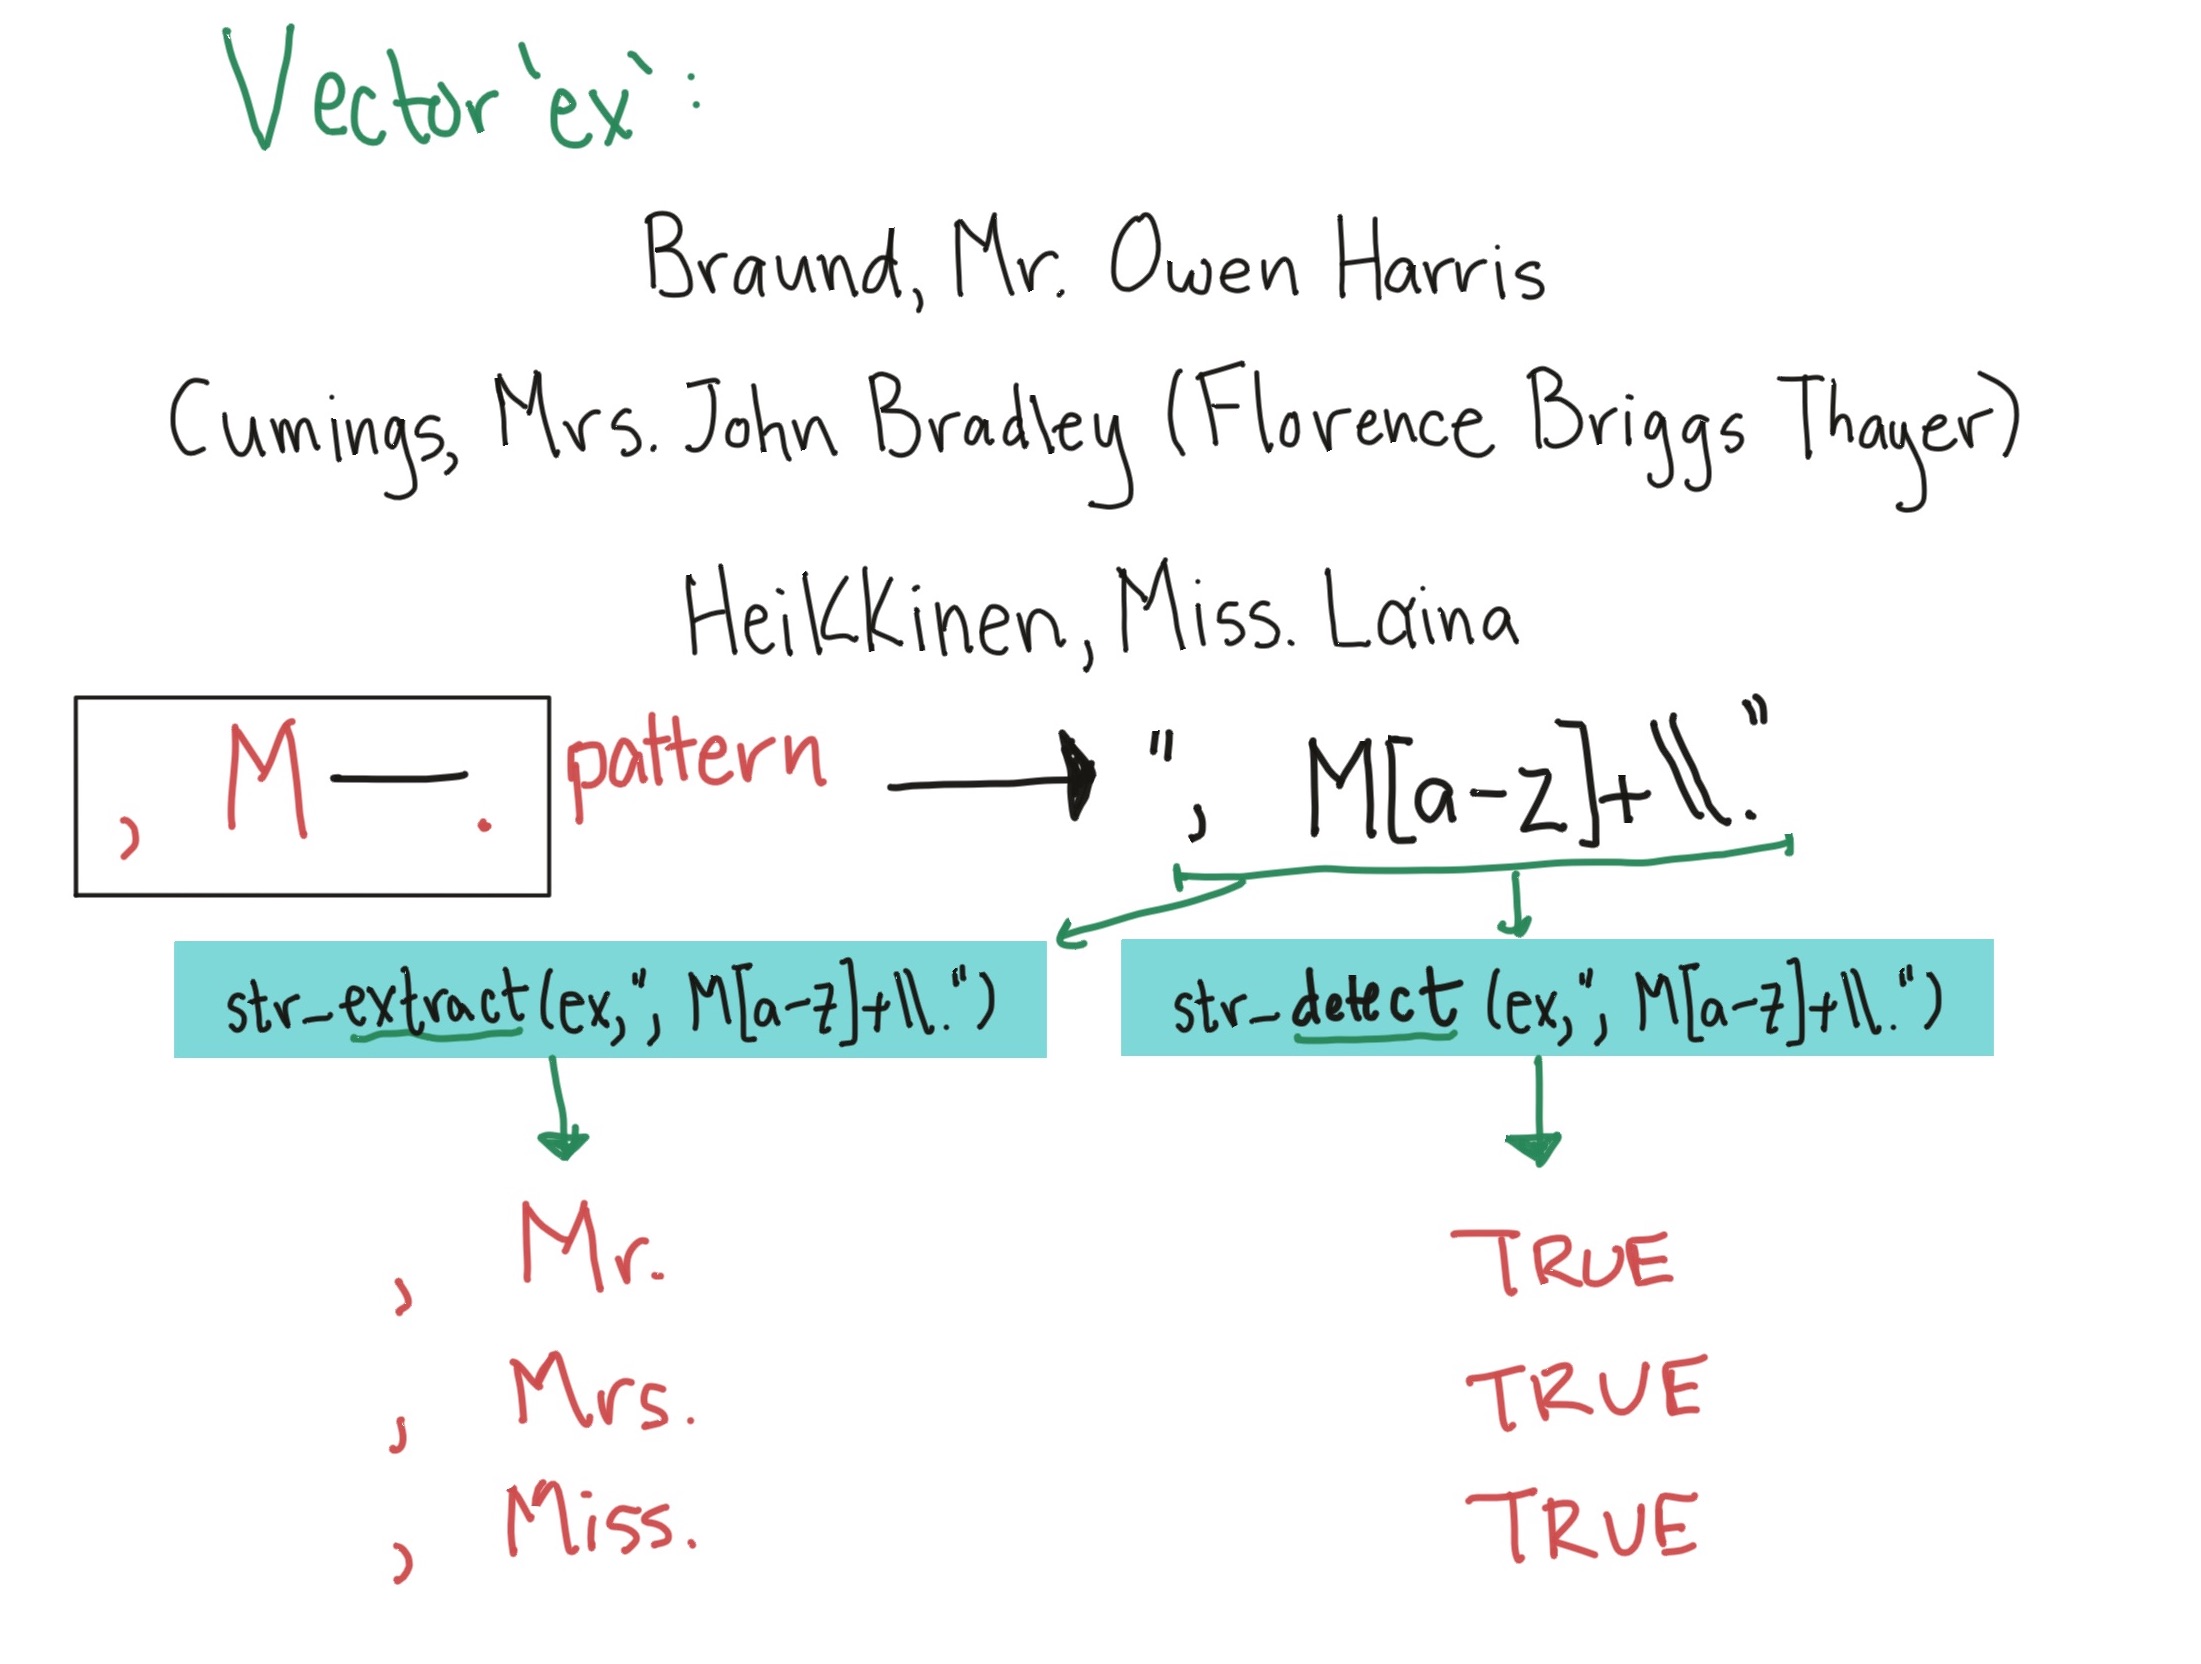 Vector `ex`:
Braund, Mr. Owen Harris
Cumings, Mrs. John Bradley (Florence Briggs Thayer)
Heikkinen, Miss. Laina
, M—. pattern → ", M[a-z]+\\."
str_extract(ex,", M[a-z]+\\.") str_detect(ex,", M[a-z]+\\.")
, Mr. TRUE
, Mrs. TRUE
, Miss. TRUE